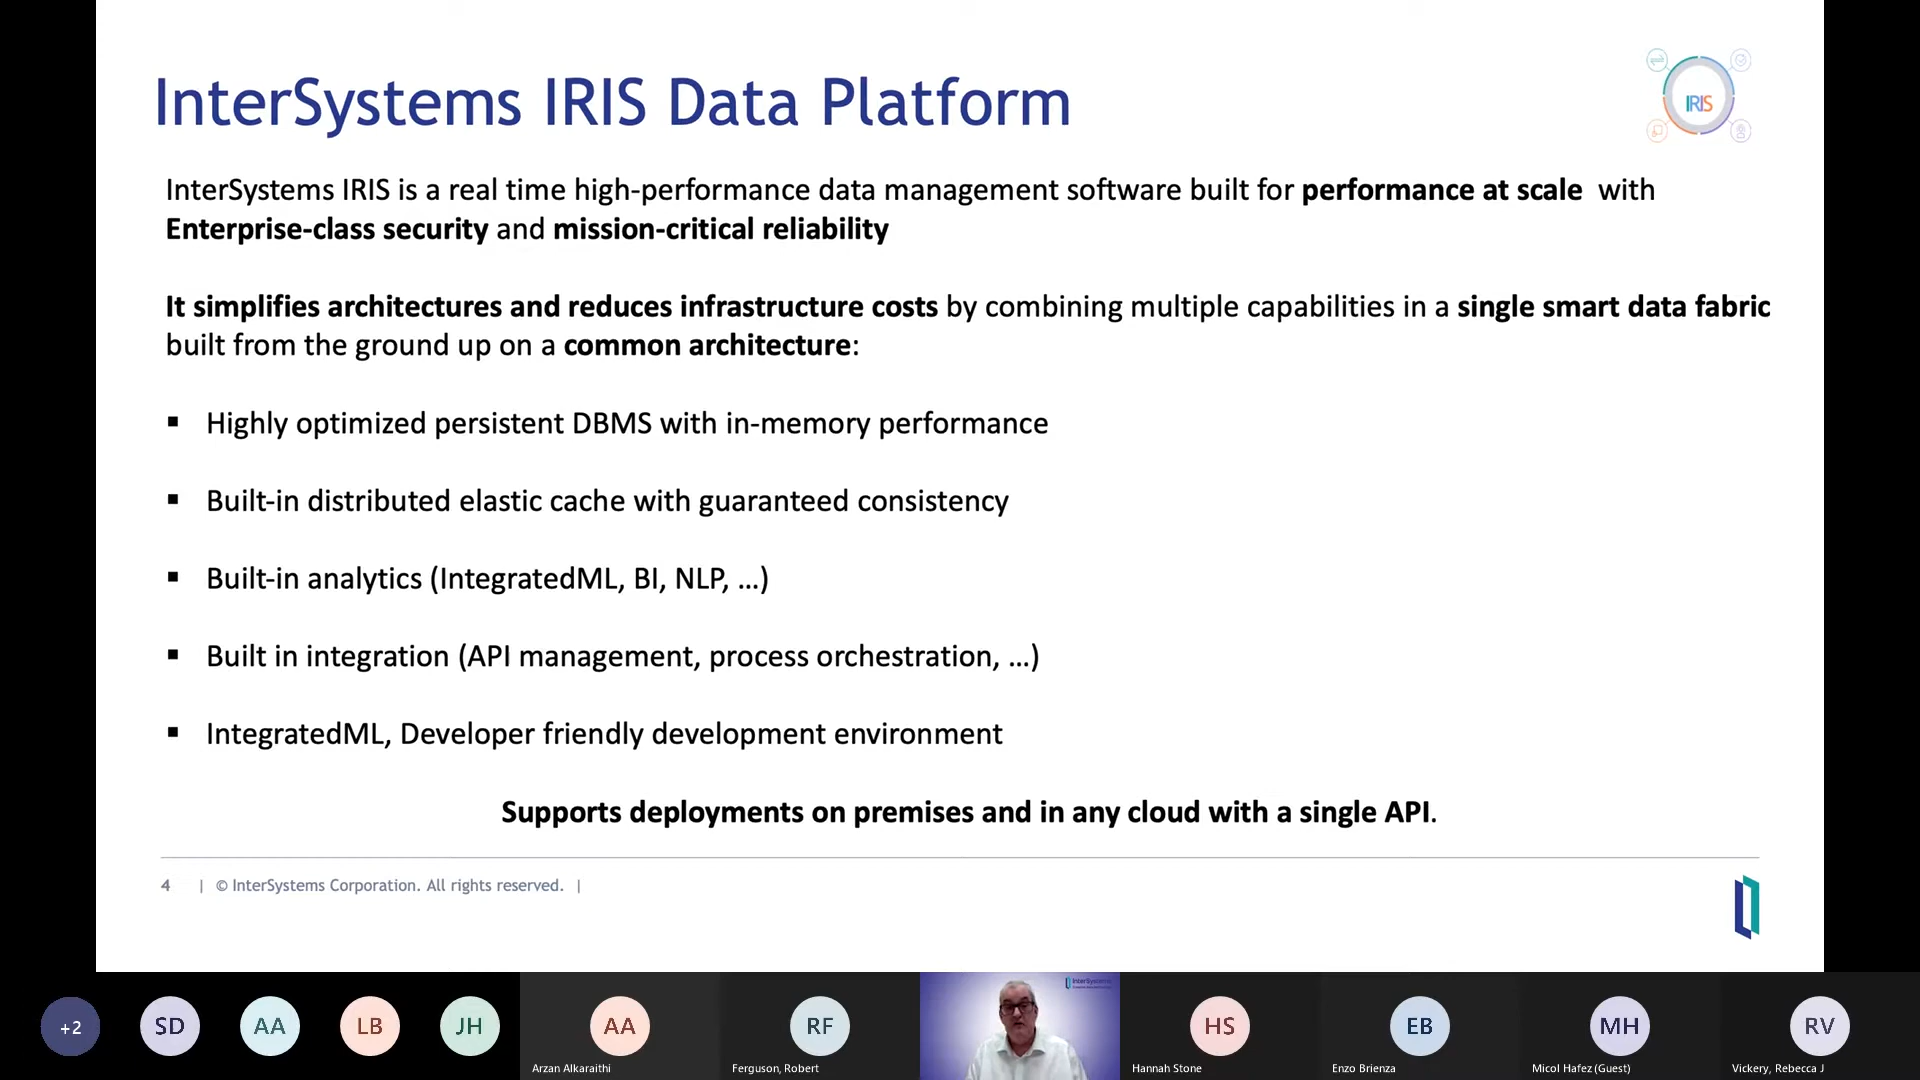 InterSystems IRIS Data Platform
IRIS
InterSystems IRIS is a real time high-performance data management software built for performance at scale with
Enterprise-class security and mission-critical reliability
It simplifies architectures and reduces infrastructure costs by combining multiple capabilities in a single smart data fabric
built from the ground up on a common architecture:
▪ Highly optimized persistent DBMS with in-memory performance
▪ Built-in distributed elastic cache with guaranteed consistency
▪ Built-in analytics (IntegratedML, BI, NLP, ...)
▪ Built in integration (API management, process orchestration, ...)
▪ IntegratedML, Developer friendly development environment
Supports deployments on premises and in any cloud with a single API.
4 | © InterSystems Corporation. All rights reserved. |
+2
SD
AA
LB
JH
AA
Arzan Alkaraithi
RF
Ferguson, Robert
InterSystems
HS
Hannah Stone
EB
Enzo Brienza
MH
Micol Hafez (Guest)
RV
Vickery, Rebecca J